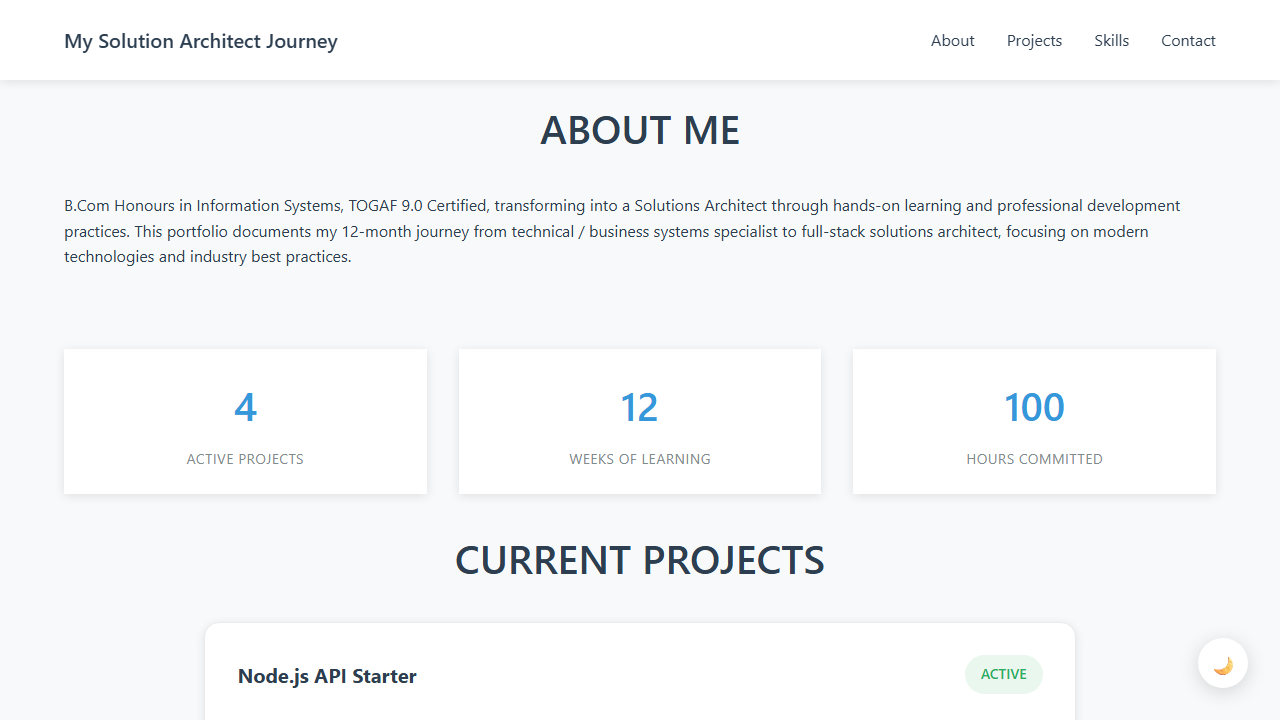 My Solution Architect Journey
About Projects Skills Contact
ABOUT ME
B.Com Honours in Information Systems, TOGAF 9.0 Certified, transforming into a Solutions Architect through hands-on learning and professional development
practices. This portfolio documents my 12-month journey from technical / business systems specialist to full-stack solutions architect, focusing on modern
technologies and industry best practices.
4
ACTIVE PROJECTS
12
WEEKS OF LEARNING
100
HOURS COMMITTED
CURRENT PROJECTS
Node.js API Starter
ACTIVE